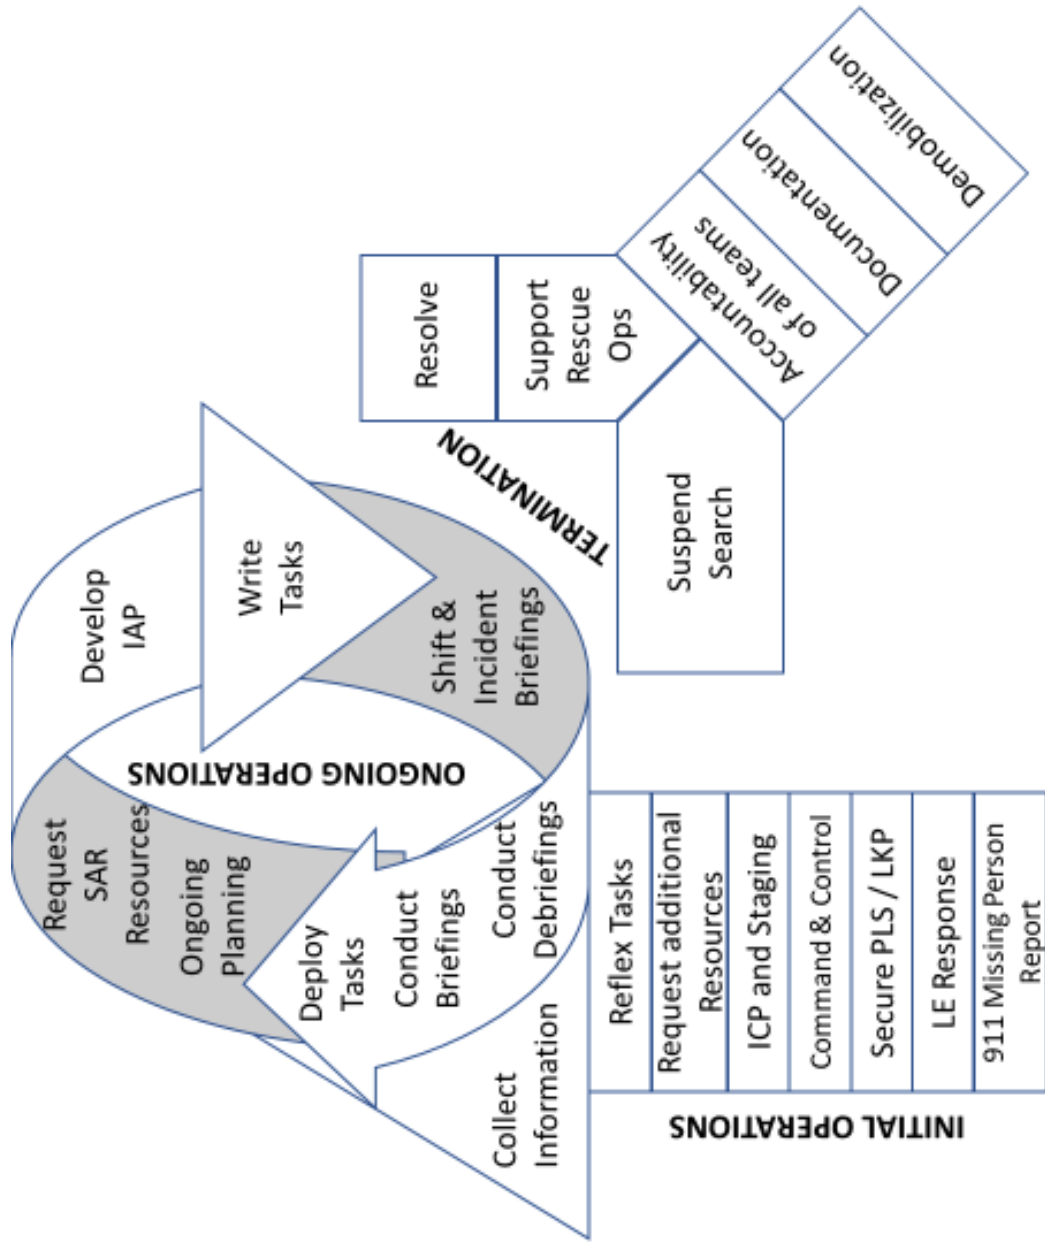 INITIAL OPERATIONS
911 Missing Person
Report
LE Response
Secure PLS / LKP
Command & Control
ICP and Staging
Request additional
Resources
Reflex Tasks
Collect
Information
ONGOING OPERATIONS
Conduct
Debriefings
Conduct
Briefings
Deploy
Tasks
Ongoing
Planning
Request
SAR
Resources
Develop
IAP
Write
Tasks
Shift &
Incident
Briefings
TERMINATION
Resolve
Support
Rescue
Ops
Suspend
Search
Accountability
of all teams
Documentation
Demobilization